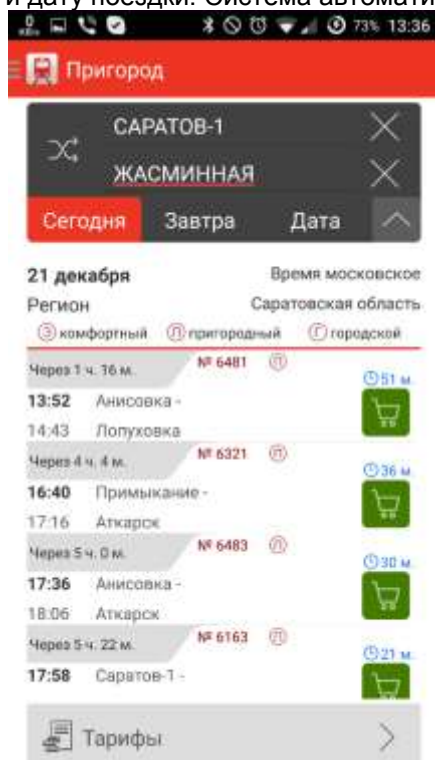 и дату поездки. Система автомати
73% 13:36
Пригород
САРАТОВ-1
ЖАСМИННАЯ
Сегодня Завтра Дата
21 декабря Время московское
Регион Саратовская область
Э комфортный П пригородный Г городской
Через 1 ч. 16 м. № 6481 П
51 м.
13:52 Анисовка -
14:43 Лопуховка
Через 4 ч. 4 м. № 6321 П
36 м.
16:40 Примыкание -
17:16 Аткарск
Через 5 ч. 0 м. № 6483 П
30 м.
17:36 Анисовка -
18:06 Аткарск
Через 5 ч. 22 м. № 6163 П
21 м.
17:58 Саратов-1 -
Тарифы